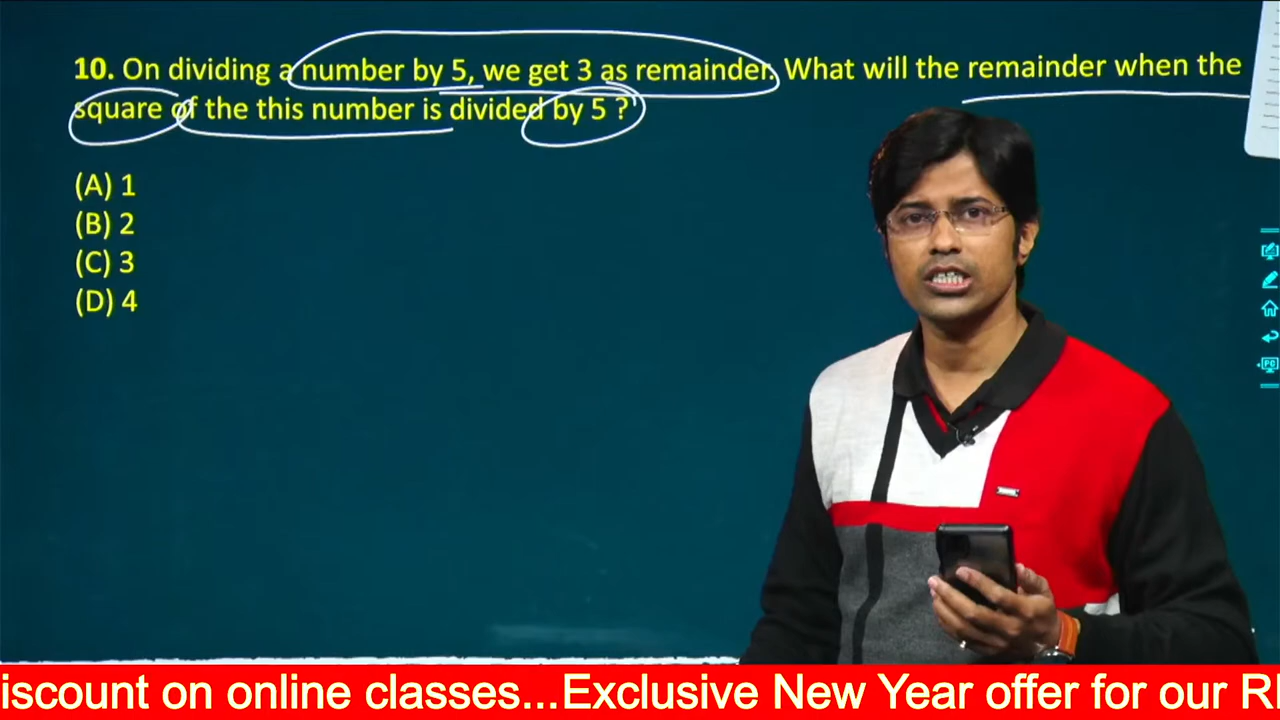 10. On dividing a number by 5, we get 3 as remainder. What will the remainder when the
square of the this number is divided by 5 ?
(A) 1
(B) 2
(C) 3
(D) 4
iscount on online classes...Exclusive New Year offer for our R